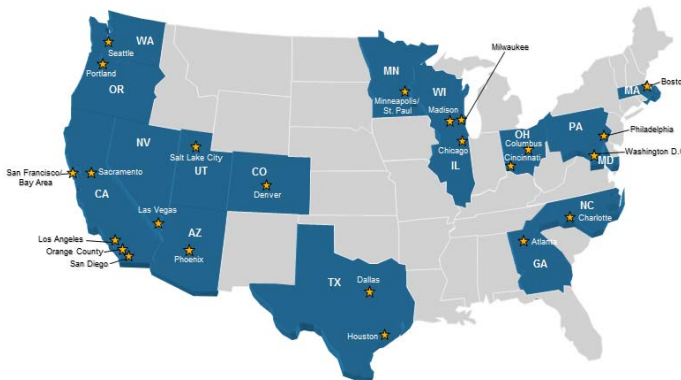 WA
Seattle
Portland
OR
MN
Minneapolis/
St. Paul
WI
Milwaukee
Madison
Chicago
IL
MA
Boston
OH
Columbus
Cincinnati
PA
Philadelphia
Washington D.C
MD
NV
Salt Lake City
UT
CO
Denver
San Francisco/
Bay Area
Sacramento
CA
Las Vegas
AZ
Phoenix
Los Angeles
Orange County
San Diego
NC
Charlotte
Atlanta
GA
TX
Dallas
Houston